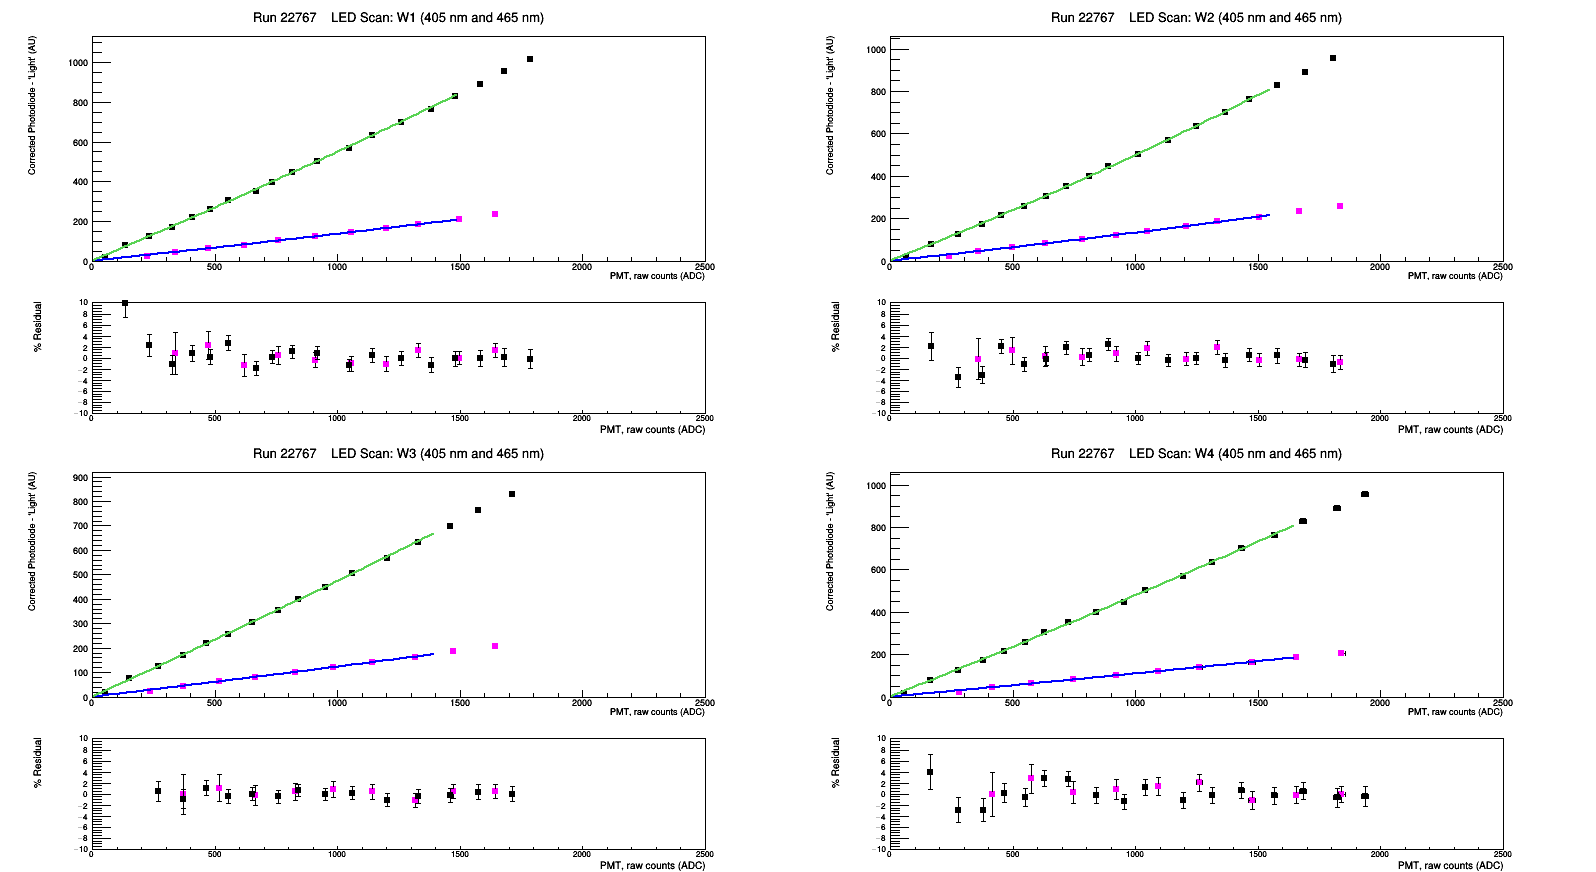 Run 22767 LED Scan: W1 (405 nm and 465 nm)
Corrected Photodiode - 'Light' (AU)
1000
800
600
400
200
0
0 500 1000 1500 2000 2500
PMT, raw counts (ADC)
% Residual
10
8
6
4
2
0
−2
−4
−6
−8
−10
0 500 1000 1500 2000 2500
PMT, raw counts (ADC)
Run 22767 LED Scan: W2 (405 nm and 465 nm)
Corrected Photodiode - 'Light' (AU)
1000
800
600
400
200
0
0 500 1000 1500 2000 2500
PMT, raw counts (ADC)
% Residual
10
8
6
4
2
0
−2
−4
−6
−8
−10
0 500 1000 1500 2000 2500
PMT, raw counts (ADC)
Run 22767 LED Scan: W3 (405 nm and 465 nm)
Corrected Photodiode - 'Light' (AU)
900
800
700
600
500
400
300
200
100
0
0 500 1000 1500 2000 2500
PMT, raw counts (ADC)
% Residual
10
8
6
4
2
0
−2
−4
−6
−8
−10
0 500 1000 1500 2000 2500
PMT, raw counts (ADC)
Run 22767 LED Scan: W4 (405 nm and 465 nm)
Corrected Photodiode - 'Light' (AU)
1000
800
600
400
200
0
0 500 1000 1500 2000 2500
PMT, raw counts (ADC)
% Residual
10
8
6
4
2
0
−2
−4
−6
−8
−10
0 500 1000 1500 2000 2500
PMT, raw counts (ADC)